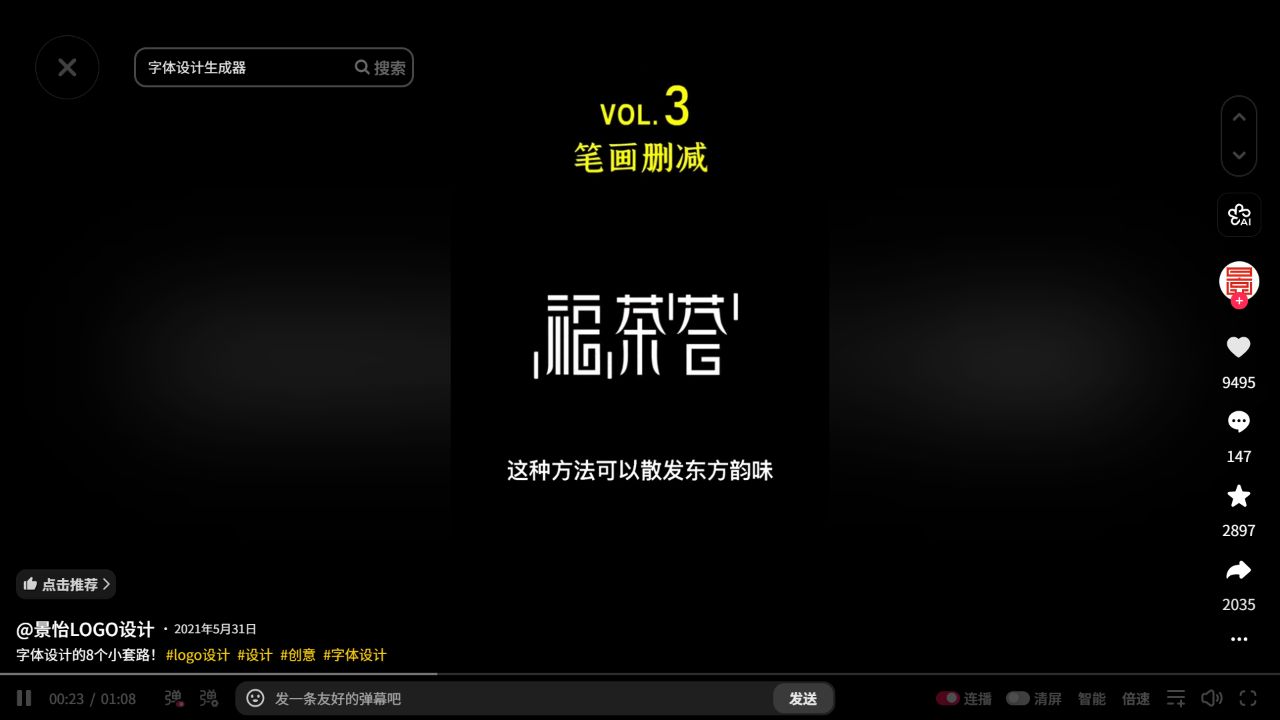 字体设计生成器
搜索
VOL.3
笔画删减
福茶荟
这种方法可以散发东方韵味
AI
景
9495
147
2897
2035
点击推荐
@景怡LOGO设计 · 2021年5月31日
字体设计的8个小套路！ #logo设计 #设计 #创意 #字体设计
00:23 / 01:08
弹 弹
发一条友好的弹幕吧
发送
连播
清屏
智能
倍速